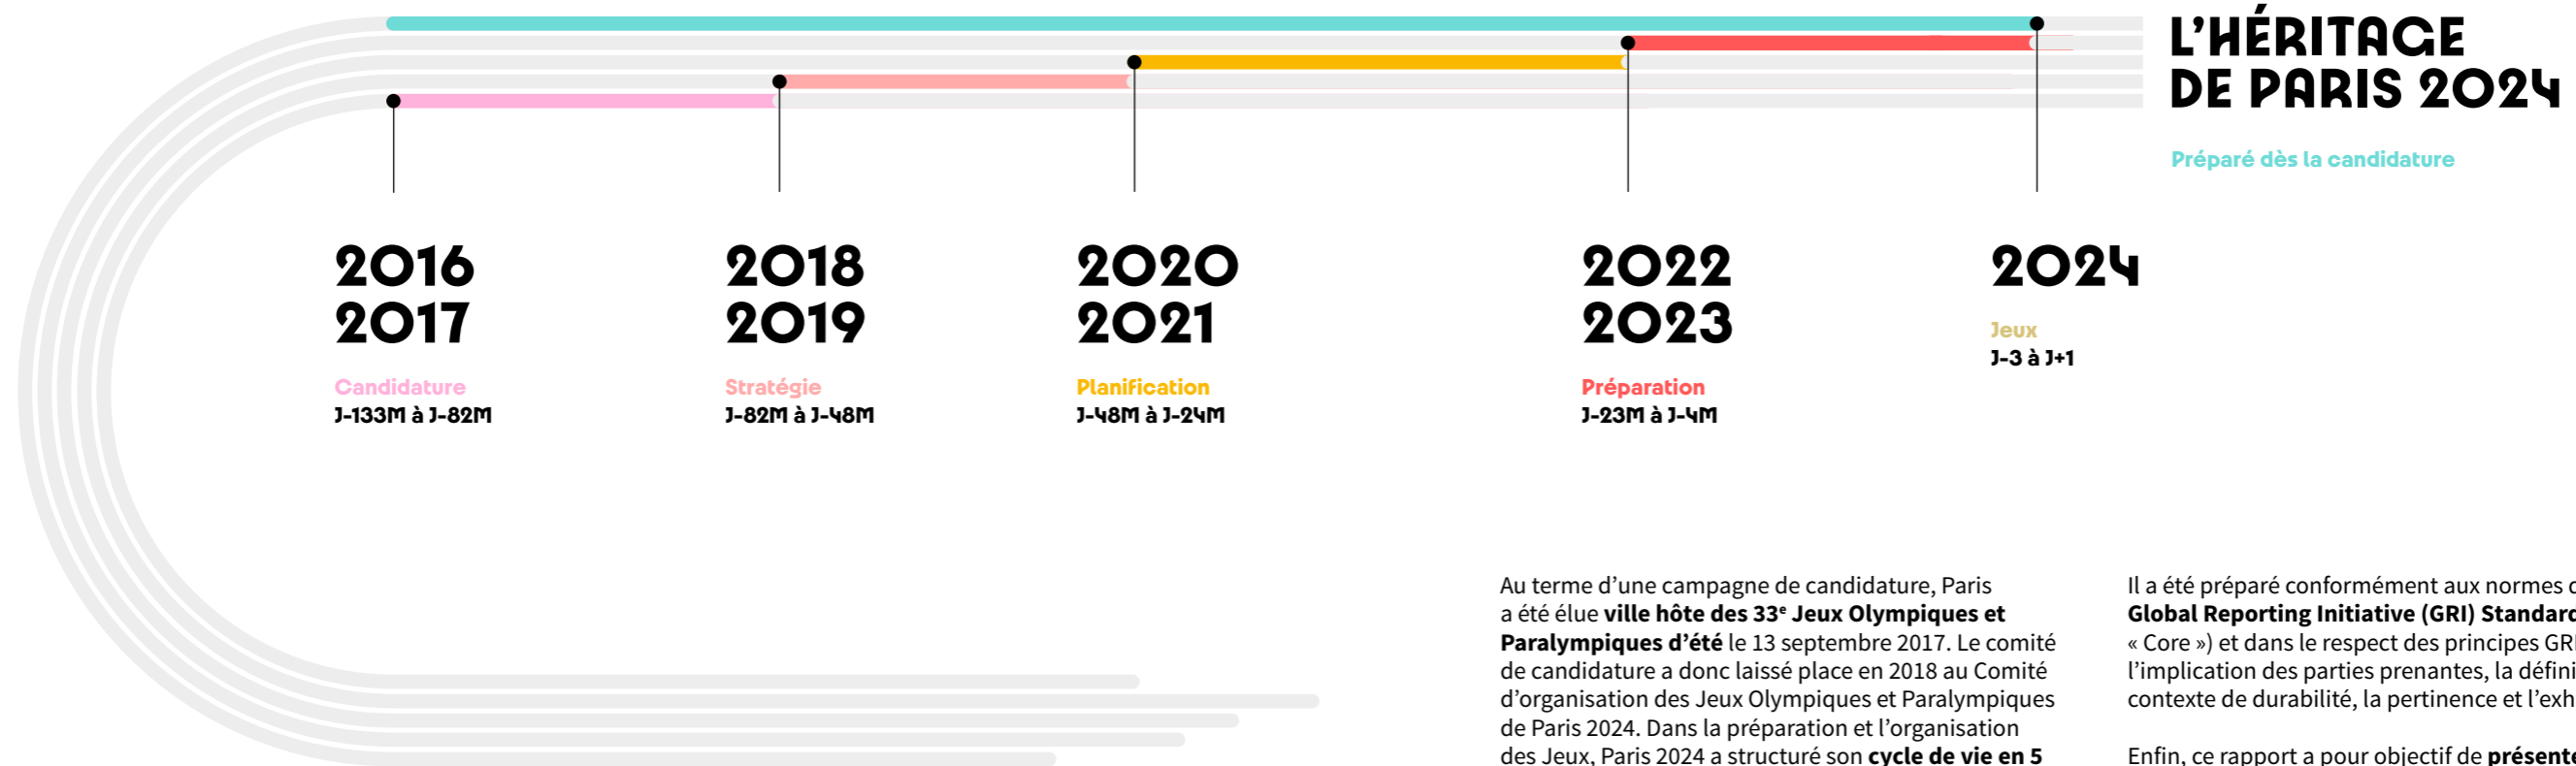 L'HÉRITAGE
DE PARIS 2024
Préparé dès la candidature
2016
2017
Candidature
J-133M à J-82M
2018
2019
Stratégie
J-82M à J-48M
2020
2021
Planification
J-48M à J-24M
2022
2023
Préparation
J-23M à J-4M
2024
Jeux
J-3 à J+1
Au terme d’une campagne de candidature, Paris
a été élue ville hôte des 33e Jeux Olympiques et
Paralympiques d’été le 13 septembre 2017. Le comité
de candidature a donc laissé place en 2018 au Comité
d’organisation des Jeux Olympiques et Paralympiques
de Paris 2024. Dans la préparation et l’organisation
des Jeux, Paris 2024 a structuré son cycle de vie en 5
Il a été préparé conformément aux normes
Global Reporting Initiative (GRI)
« Core ») et dans le respect des principes
l’implication des parties prenantes, la
contexte de durabilité, la pertinence et
Enfin, ce rapport a pour objectif de